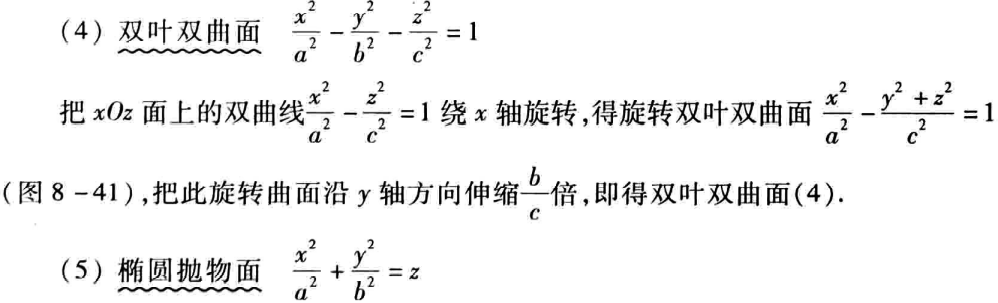 (4) 双叶双曲面 $\frac{x^2}{a^2}-\frac{y^2}{b^2}-\frac{z^2}{c^2}=1$
把 $xOz$ 面上的双曲线$\frac{x^2}{a^2}-\frac{z^2}{c^2}=1$ 绕 $x$ 轴旋转,得旋转双叶双曲面 $\frac{x^2}{a^2}-\frac{y^2+z^2}{c^2}=1$
(图 8-41),把此旋转曲面沿 $y$ 轴方向伸缩$\frac{b}{c}$倍,即得双叶双曲面(4).
(5) 椭圆抛物面 $\frac{x^2}{a^2}+\frac{y^2}{b^2}=z$